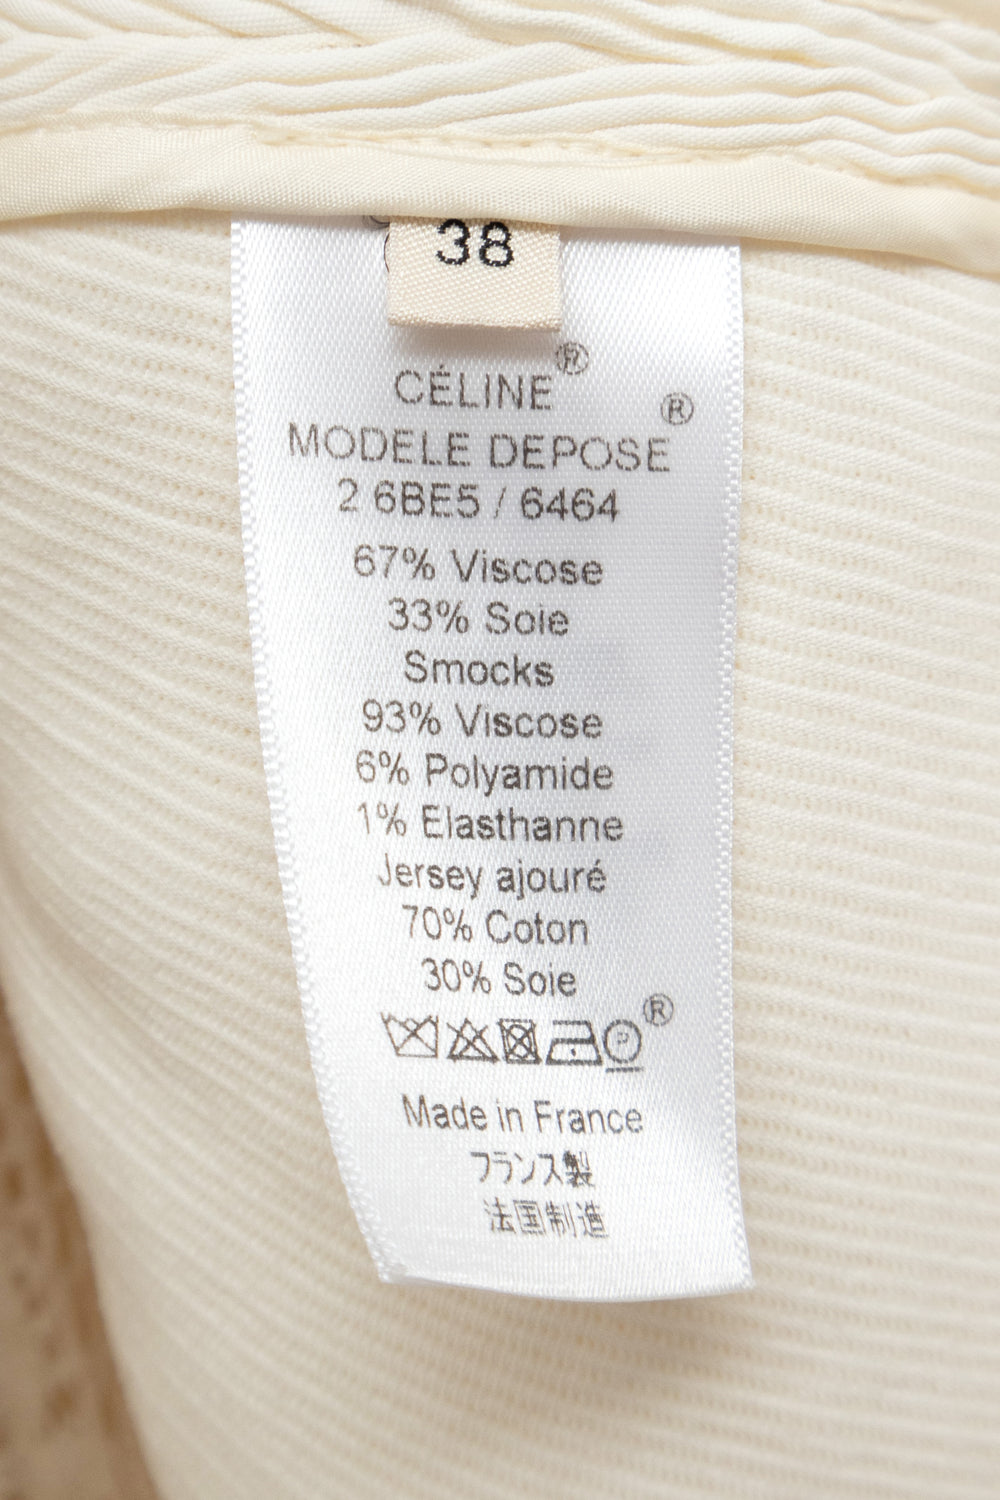 38
CÉLINE®
MODELE DEPOSE®
2 6BE5 / 6464
67% Viscose
33% Soie
Smocks
93% Viscose
6% Polyamide
1% Elasthanne
Jersey ajouré
70% Coton
30% Soie
P ®
Made in France
フランス製
法国制造